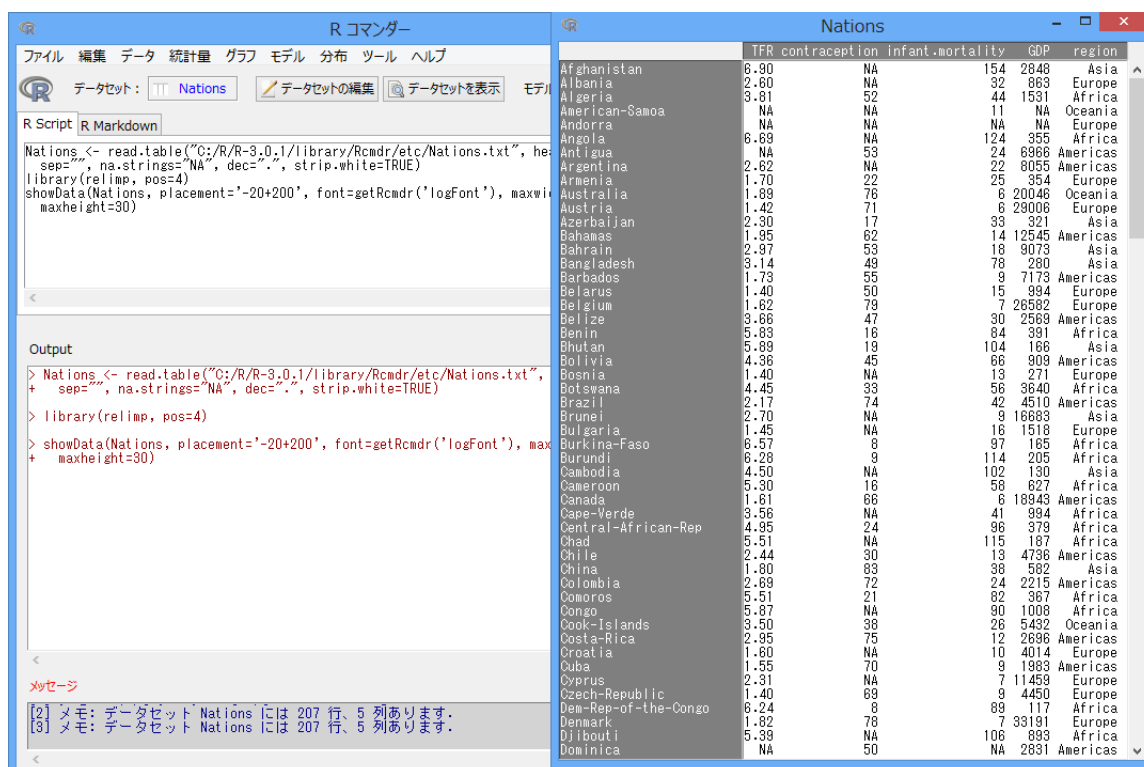 R コマンダー
ファイル 編集 データ 統計量 グラフ モデル 分布 ツール ヘルプ
データセット: Nations データセットの編集 データセットを表示 モデル
R Script R Markdown
Nations <- read.table("C:/R/R-3.0.1/library/Rcmdr/etc/Nations.txt", hea
sep="", na.strings="NA", dec=".", strip.white=TRUE)
library(relimp, pos=4)
showData(Nations, placement='-20+200', font=getRcmdr('logFont'), maxwi
maxheight=30)
Output
> Nations <- read.table("C:/R/R-3.0.1/library/Rcmdr/etc/Nations.txt",
+ sep="", na.strings="NA", dec=".", strip.white=TRUE)
> library(relimp, pos=4)
> showData(Nations, placement='-20+200', font=getRcmdr('logFont'), max
+ maxheight=30)
メッセージ
[2] メモ: データセット Nations には 207 行、5 列あります.
[3] メモ: データセット Nations には 207 行、5 列あります.
Nations
TFR contraception infant.mortality GDP region
Afghanistan 6.90 NA 154 2848 Asia
Albania 2.60 NA 32 863 Europe
Algeria 3.81 52 44 1531 Africa
American-Samoa NA NA 11 NA Oceania
Andorra NA NA NA NA Europe
Angola 6.69 NA 124 355 Africa
Antigua NA 53 24 6966 Americas
Argentina 2.62 NA 22 8055 Americas
Armenia 1.70 22 25 354 Europe
Australia 1.89 76 6 20046 Oceania
Austria 1.42 71 6 29006 Europe
Azerbaijan 2.30 17 33 321 Asia
Bahamas 1.95 62 14 12545 Americas
Bahrain 2.97 53 18 9073 Asia
Bangladesh 3.14 49 78 280 Asia
Barbados 1.73 55 9 7173 Americas
Belarus 1.40 50 15 994 Europe
Belgium 1.62 79 7 26582 Europe
Belize 3.66 47 30 2569 Americas
Benin 5.83 16 84 391 Africa
Bhutan 5.89 19 104 166 Asia
Bolivia 4.36 45 66 909 Americas
Bosnia 1.40 NA 13 271 Europe
Botswana 4.45 33 56 3640 Africa
Brazil 2.17 74 42 4510 Americas
Brunei 2.70 NA 9 16683 Asia
Bulgaria 1.45 NA 16 1518 Europe
Burkina-Faso 6.57 8 97 165 Africa
Burundi 6.28 9 114 205 Africa
Cambodia 4.50 NA 102 130 Asia
Cameroon 5.30 16 58 627 Africa
Canada 1.61 66 6 18943 Americas
Cape-Verde 3.56 NA 41 994 Africa
Central-African-Rep 4.95 24 96 379 Africa
Chad 5.51 NA 115 187 Africa
Chile 2.44 30 13 4736 Americas
China 1.80 83 38 582 Asia
Colombia 2.69 72 24 2215 Americas
Comoros 5.51 21 82 367 Africa
Congo 5.87 NA 90 1008 Africa
Cook-Islands 3.50 38 26 5432 Oceania
Costa-Rica 2.95 75 12 2696 Americas
Croatia 1.60 NA 10 4014 Europe
Cuba 1.55 70 9 1983 Americas
Cyprus 2.31 NA 7 11459 Europe
Czech-Republic 1.40 69 9 4450 Europe
Dem-Rep-of-the-Congo 6.24 8 89 117 Africa
Denmark 1.82 78 7 33191 Europe
Djibouti 5.39 NA 106 893 Africa
Dominica NA 50 NA 2831 Americas